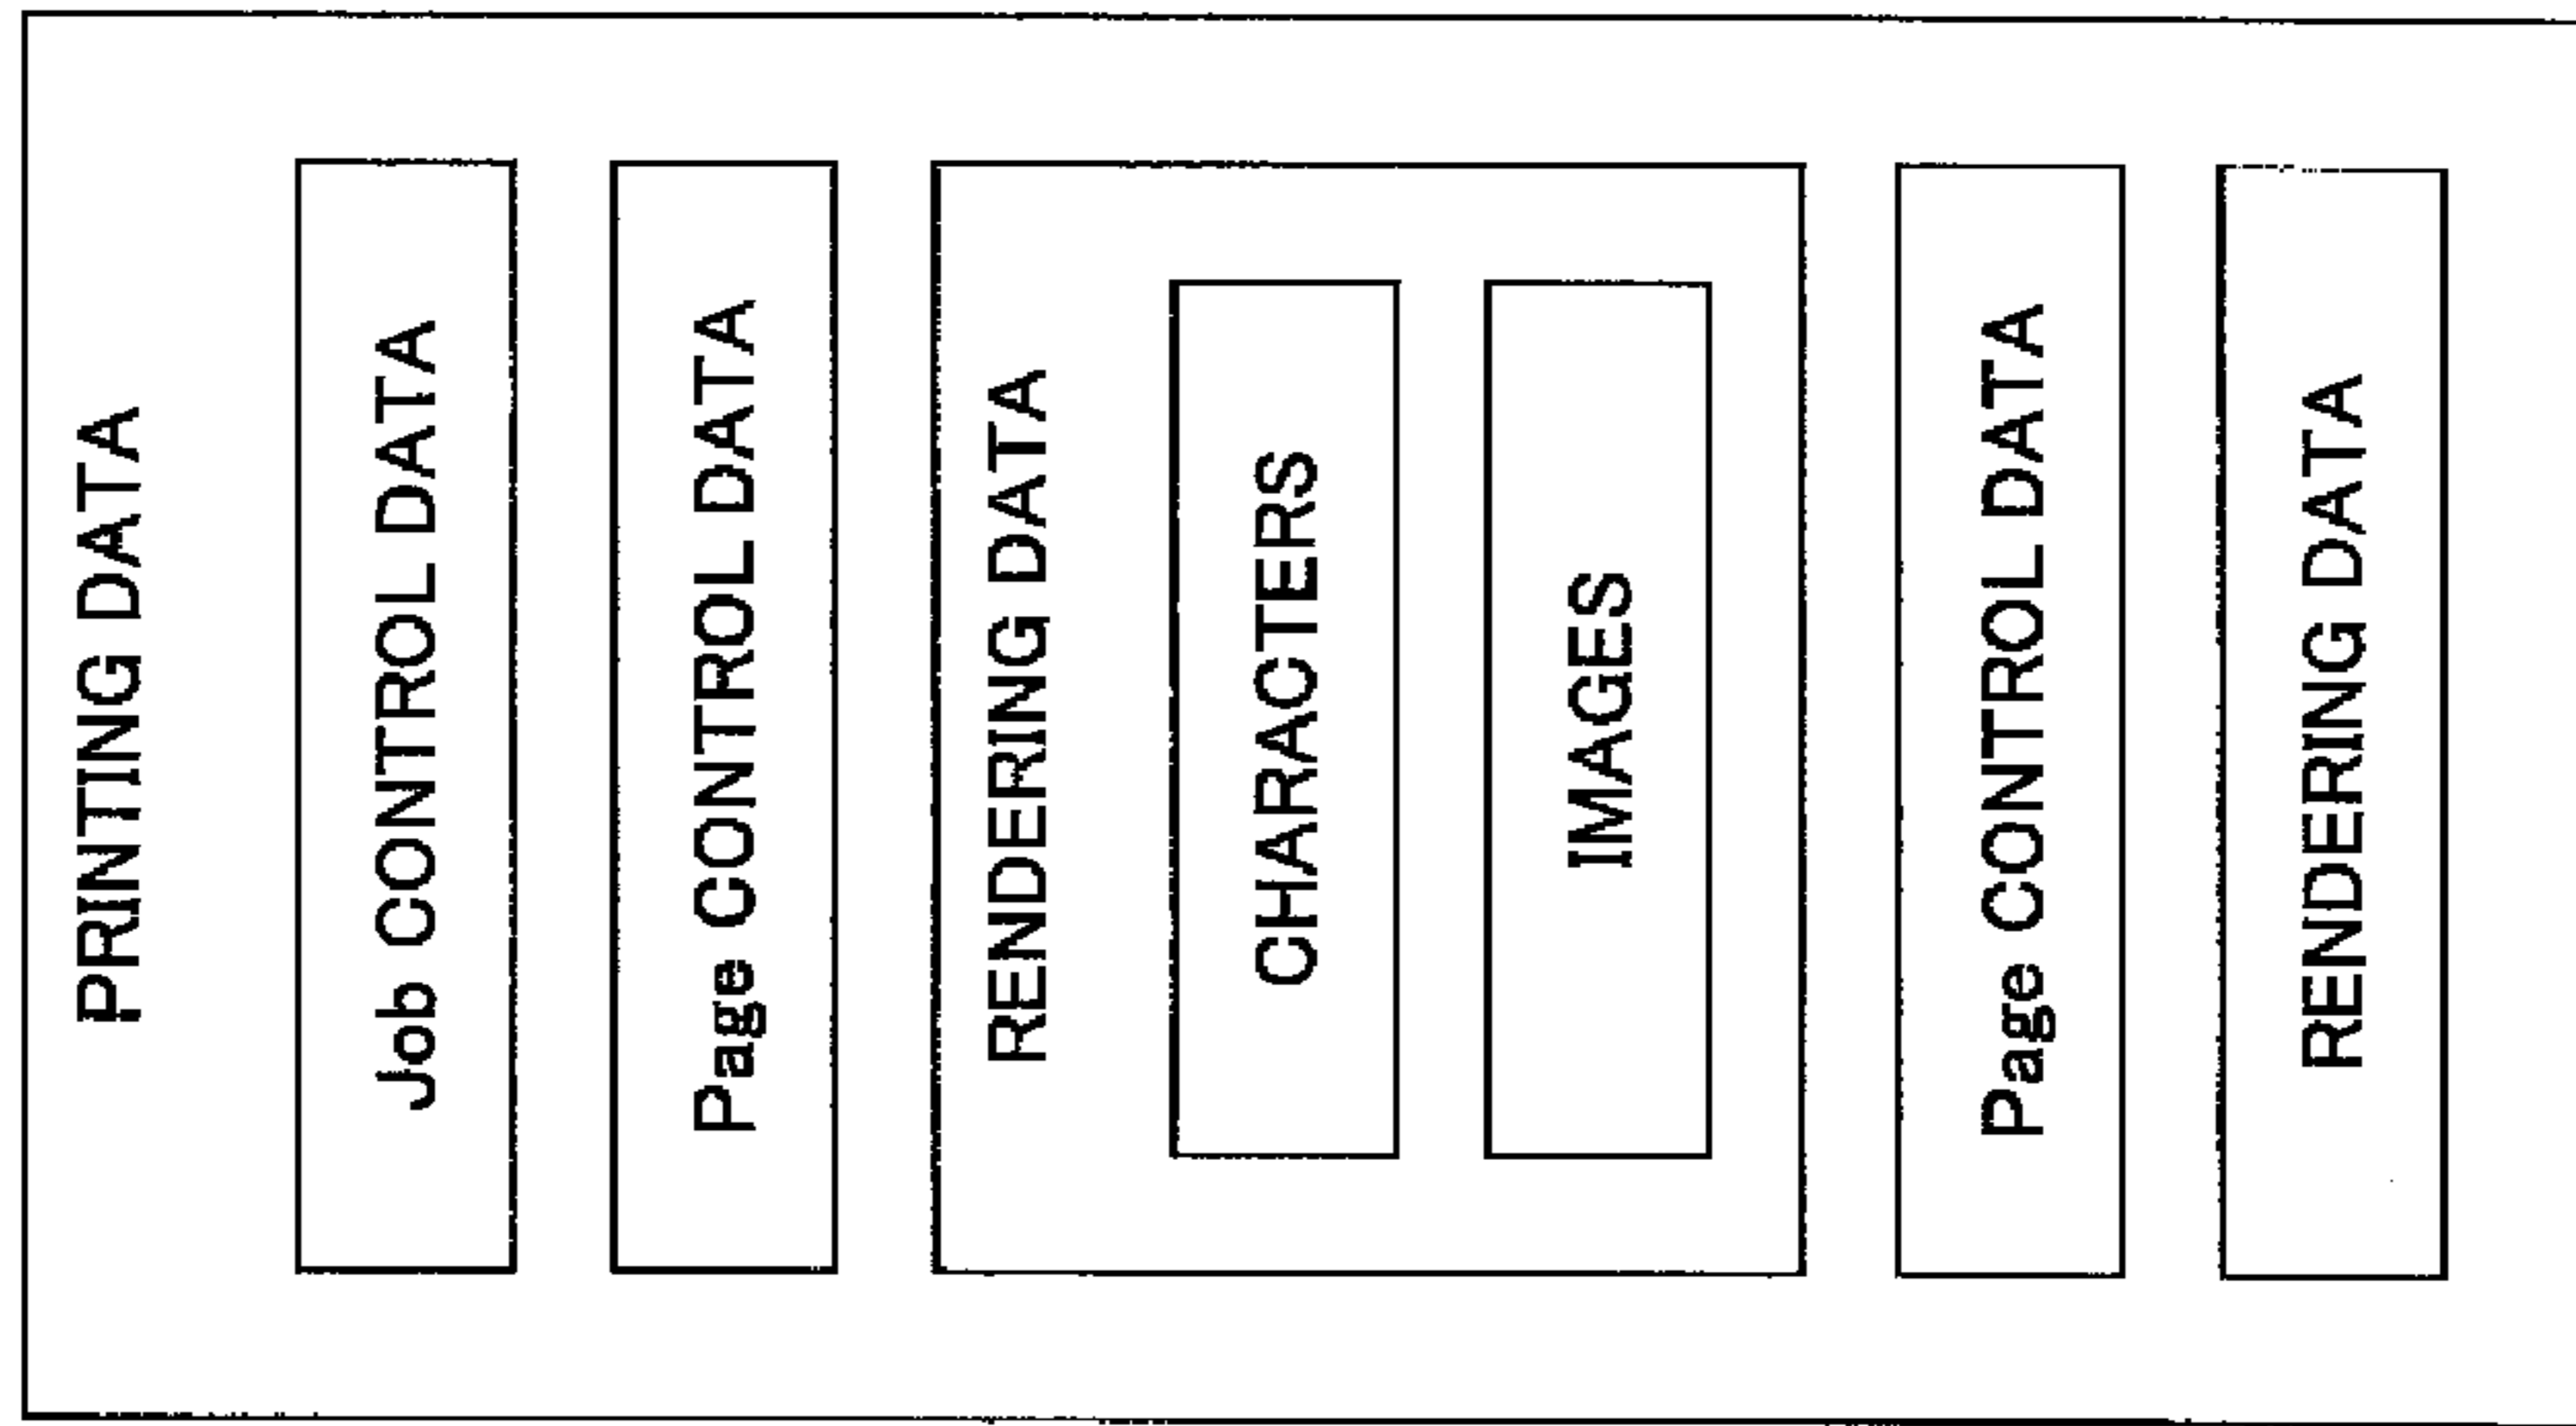 PRINTING DATA
Job CONTROL DATA
Page CONTROL DATA
RENDERING DATA
CHARACTERS
IMAGES
Page CONTROL DATA
RENDERING DATA